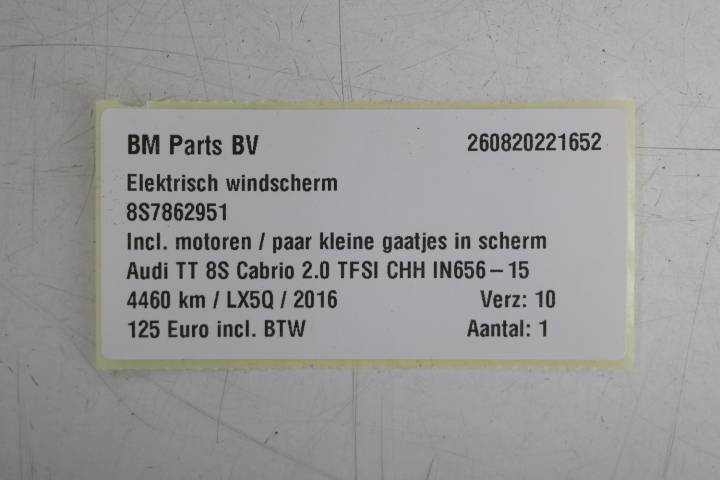 BM Parts BV 260820221652
Elektrisch windscherm
8S7862951
Incl. motoren / paar kleine gaatjes in scherm
Audi TT 8S Cabrio 2.0 TFSI CHH IN656 – 15
4460 km / LX5Q / 2016 Verz: 10
125 Euro incl. BTW Aantal: 1